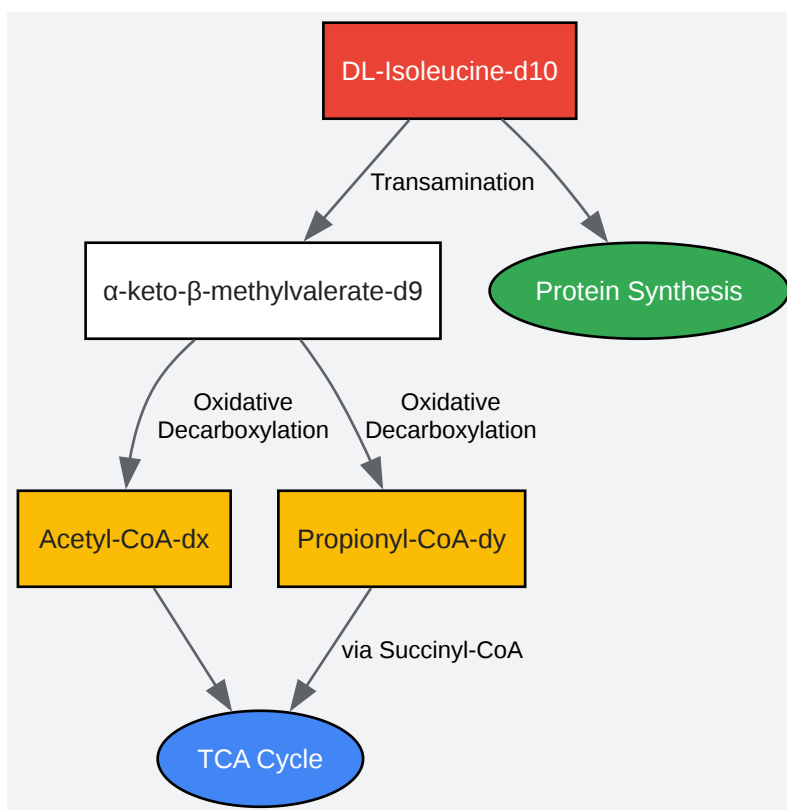 DL-Isoleucine-d10
Transamination
α-keto-β-methylvalerate-d9
Protein Synthesis
Oxidative
Decarboxylation
Oxidative
Decarboxylation
Acetyl-CoA-dx
Propionyl-CoA-dy
via Succinyl-CoA
TCA Cycle